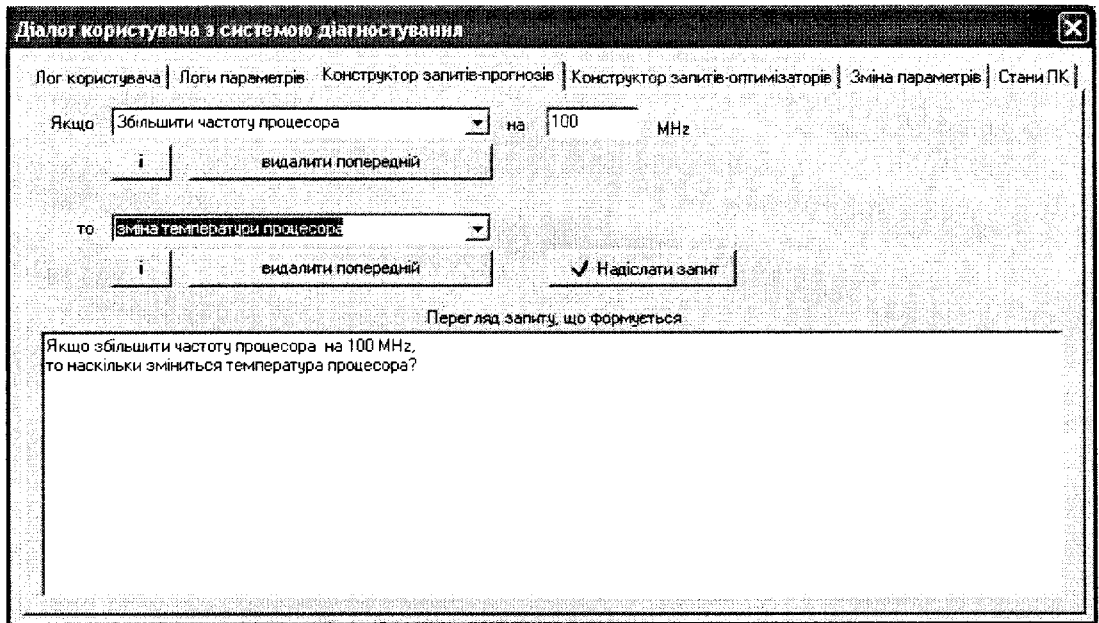 Діалог користувача з системою діагностування
Лог користувача Логи параметрів Конструктор запитів-прогнозів Конструктор запитів-оптимізаторів Зміна параметрів Стани ПК
Якщо Збільшити частоту процесора на 100 MHz
і видалити попередній
то зміна температури процесора
і видалити попередній Надіслати запит
Перегляд запиту, що формується
Якщо збільшити частоту процесора на 100 MHz,
то наскільки зміниться температура процесора?